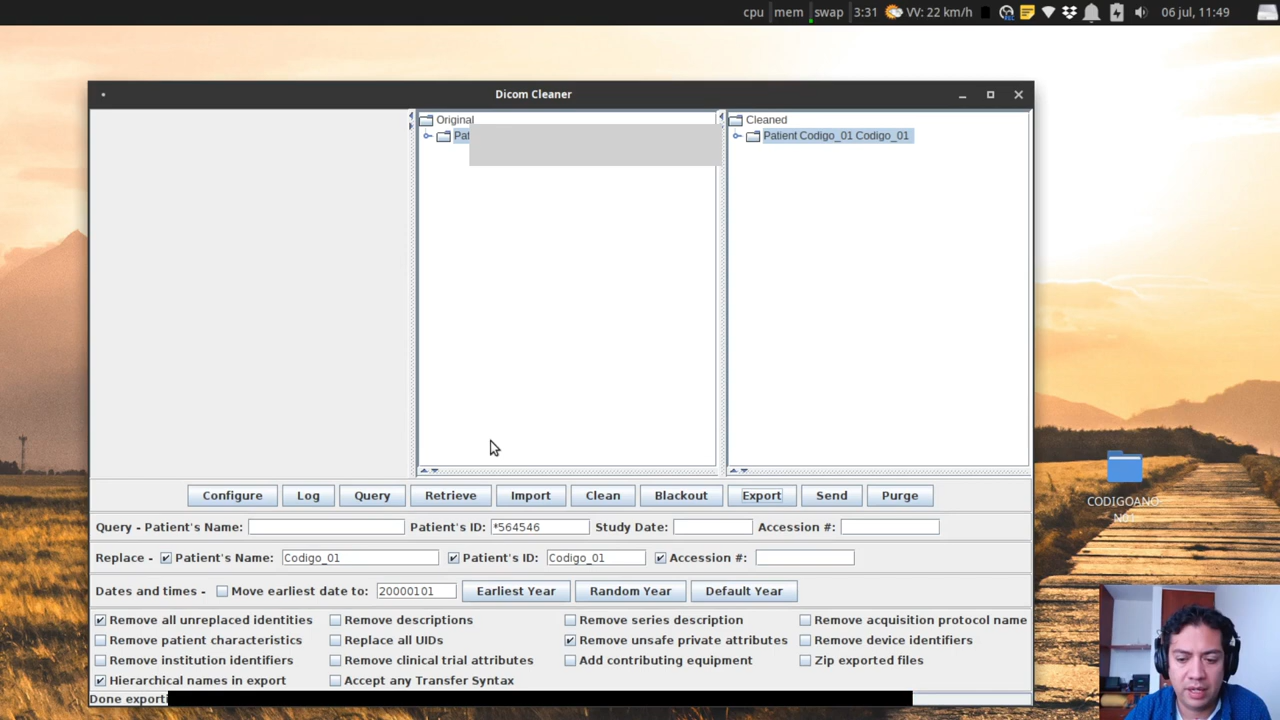 cpu mem swap 3:31 VV: 22 km/h 06 jul, 11:49
Dicom Cleaner
Original
Pat
Cleaned
Patient Codigo_01 Codigo_01
Configure Log Query Retrieve Import Clean Blackout Export Send Purge
Query - Patient's Name: Patient's ID: *564546 Study Date: Accession #:
Replace - Patient's Name: Codigo_01 Patient's ID: Codigo_01 Accession #:
Dates and times - Move earliest date to: 20000101 Earliest Year Random Year Default Year
Remove all unreplaced identities Remove descriptions Remove series description Remove acquisition protocol name
Remove patient characteristics Replace all UIDs Remove unsafe private attributes Remove device identifiers
Remove institution identifiers Remove clinical trial attributes Add contributing equipment Zip exported files
Hierarchical names in export Accept any Transfer Syntax
Done exporti
CODIGOANO